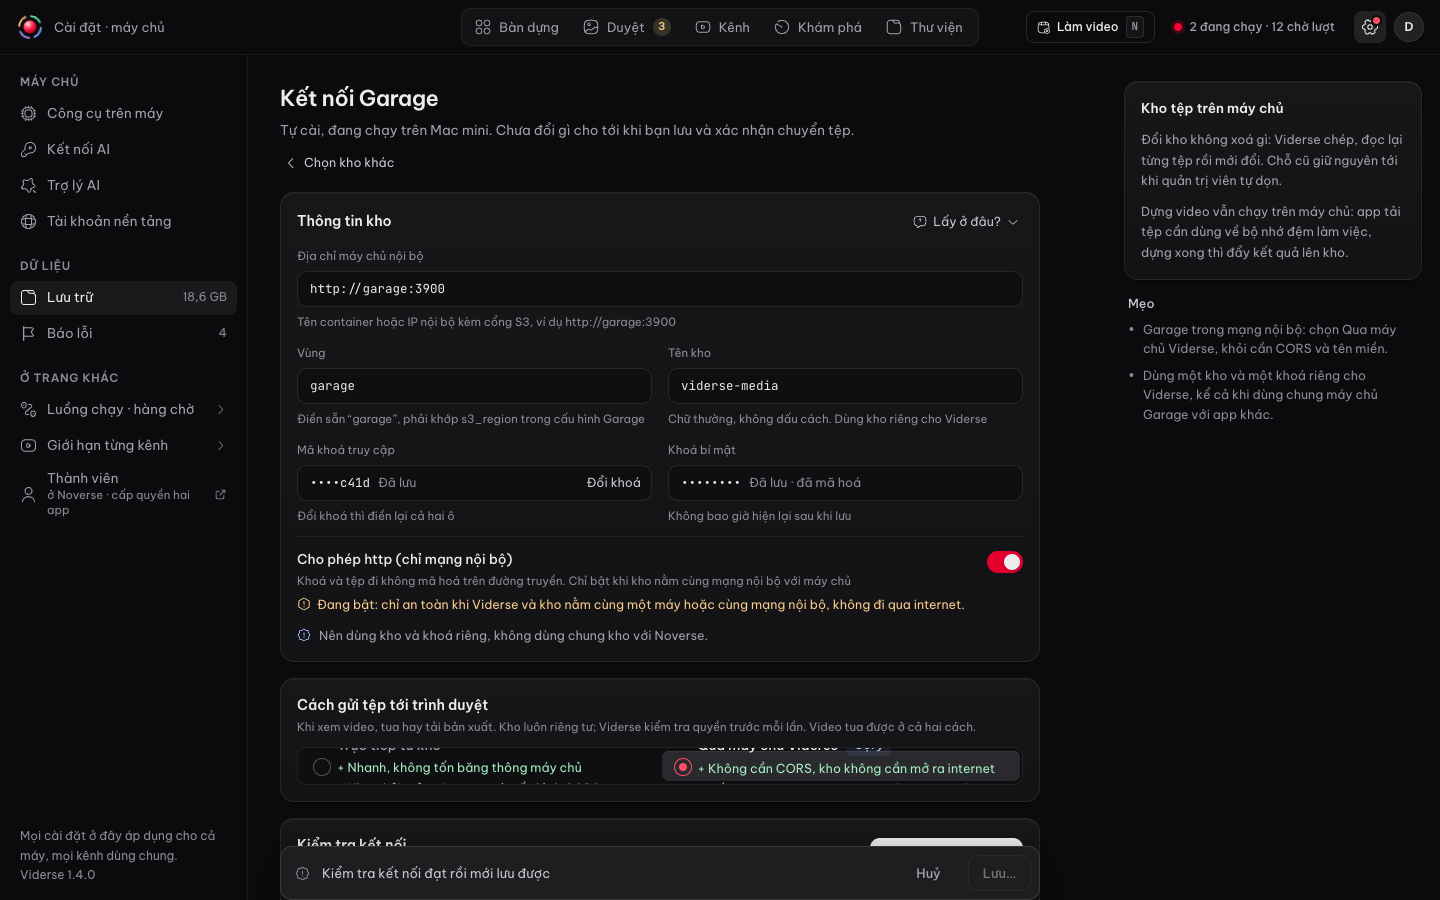 Cài đặt · máy chủ
Bàn dựng
Duyệt 3
Kênh
Khám phá
Thư viện
Làm video N
2 đang chạy · 12 chờ lượt
D
MÁY CHỦ
Công cụ trên máy
Kết nối AI
Trợ lý AI
Tài khoản nền tảng
DỮ LIỆU
Lưu trữ 18,6 GB
Báo lỗi 4
Ở TRANG KHÁC
Luồng chạy · hàng chờ
Giới hạn từng kênh
Thành viên
ở Noverse · cấp quyền hai
app
Mọi cài đặt ở đây áp dụng cho cả
máy, mọi kênh dùng chung.
Viderse 1.4.0
Kết nối Garage
Tự cài, đang chạy trên Mac mini. Chưa đổi gì cho tới khi bạn lưu và xác nhận chuyển tệp.
Chọn kho khác
Thông tin kho
Lấy ở đâu?
Địa chỉ máy chủ nội bộ
http://garage:3900
Tên container hoặc IP nội bộ kèm cổng S3, ví dụ http://garage:3900
Vùng
garage
Điền sẵn “garage”, phải khớp s3_region trong cấu hình Garage
Tên kho
viderse-media
Chữ thường, không dấu cách. Dùng kho riêng cho Viderse
Mã khoá truy cập
••••c41d Đã lưu Đổi khoá
Đổi khoá thì điền lại cả hai ô
Khoá bí mật
•••••••• Đã lưu · đã mã hoá
Không bao giờ hiện lại sau khi lưu
Cho phép http (chỉ mạng nội bộ)
Khoá và tệp đi không mã hoá trên đường truyền. Chỉ bật khi kho nằm cùng mạng nội bộ với máy chủ
Đang bật: chỉ an toàn khi Viderse và kho nằm cùng một máy hoặc cùng mạng nội bộ, không đi qua internet.
Nên dùng kho và khoá riêng, không dùng chung kho với Noverse.
Cách gửi tệp tới trình duyệt
Khi xem video, tua hay tải bản xuất. Kho luôn riêng tư; Viderse kiểm tra quyền trước mỗi lần. Video tua được ở cả hai cách.
+ Nhanh, không tốn băng thông máy chủ
+ Không cần CORS, kho không cần mở ra internet
Kiểm tra kết nối
Kiểm tra kết nối đạt rồi mới lưu được
Huỷ
Lưu…
Kho tệp trên máy chủ
Đổi kho không xoá gì: Viderse chép, đọc lại
từng tệp rồi mới đổi. Chỗ cũ giữ nguyên tới
khi quản trị viên tự dọn.
Dựng video vẫn chạy trên máy chủ: app tải
tệp cần dùng về bộ nhớ đệm làm việc,
dựng xong thì đẩy kết quả lên kho.
Mẹo
• Garage trong mạng nội bộ: chọn Qua máy
chủ Viderse, khỏi cần CORS và tên miền.
• Dùng một kho và một khoá riêng cho
Viderse, kể cả khi dùng chung máy chủ
Garage với app khác.